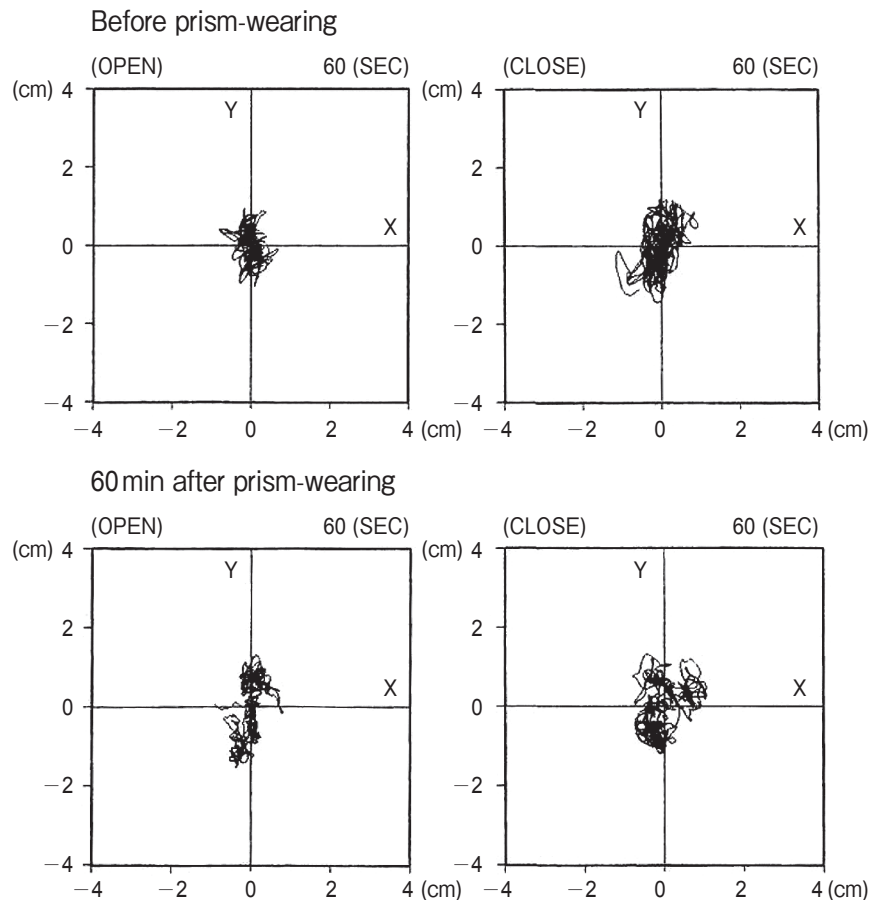 Before prism-wearing
(OPEN) 60 (SEC) (CLOSE) 60 (SEC)
(cm) 4 (cm) 4
Y Y
2 2
X X
0 0
−2 −2
−4 −4
−4 −2 0 2 4 (cm) −4 −2 0 2 4 (cm)
60 min after prism-wearing
(OPEN) 60 (SEC) (CLOSE) 60 (SEC)
(cm) 4 (cm) 4
Y Y
2 2
X X
0 0
−2 −2
−4 −4
−4 −2 0 2 4 (cm) −4 −2 0 2 4 (cm)